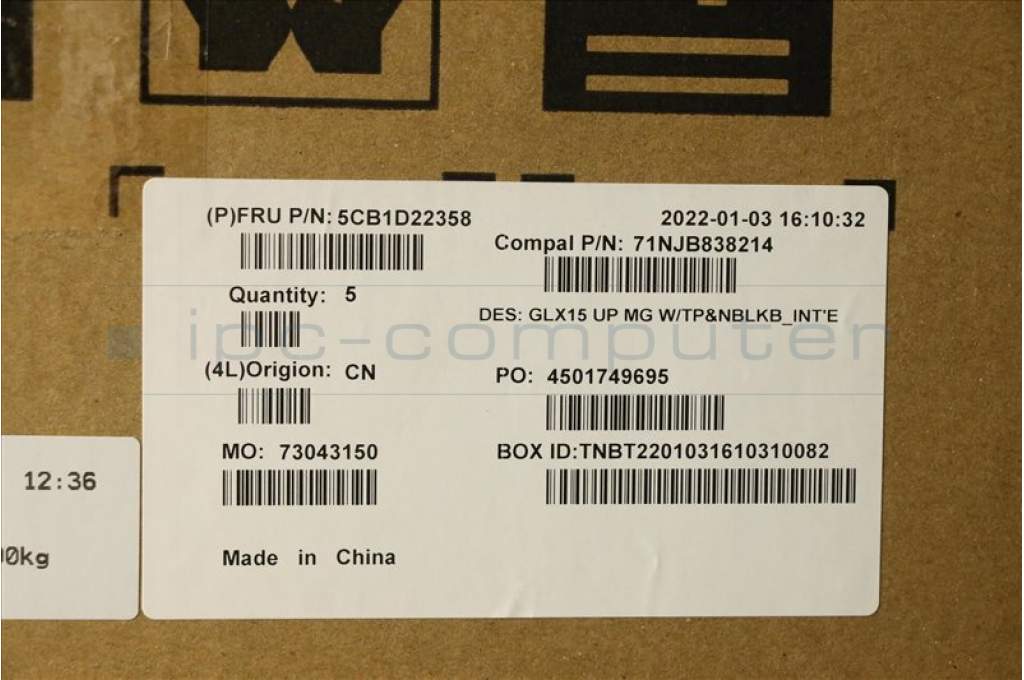 (P)FRU P/N: 5CB1D22358
2022-01-03 16:10:32
Compal P/N: 71NJB838214
Quantity: 5
DES: GLX15 UP MG W/TP&NBLKB_INT'E
ipc-computer
(4L)Origion: CN
PO: 4501749695
MO: 73043150
BOX ID:TNBT2201031610310082
12:36
0kg
Made in China